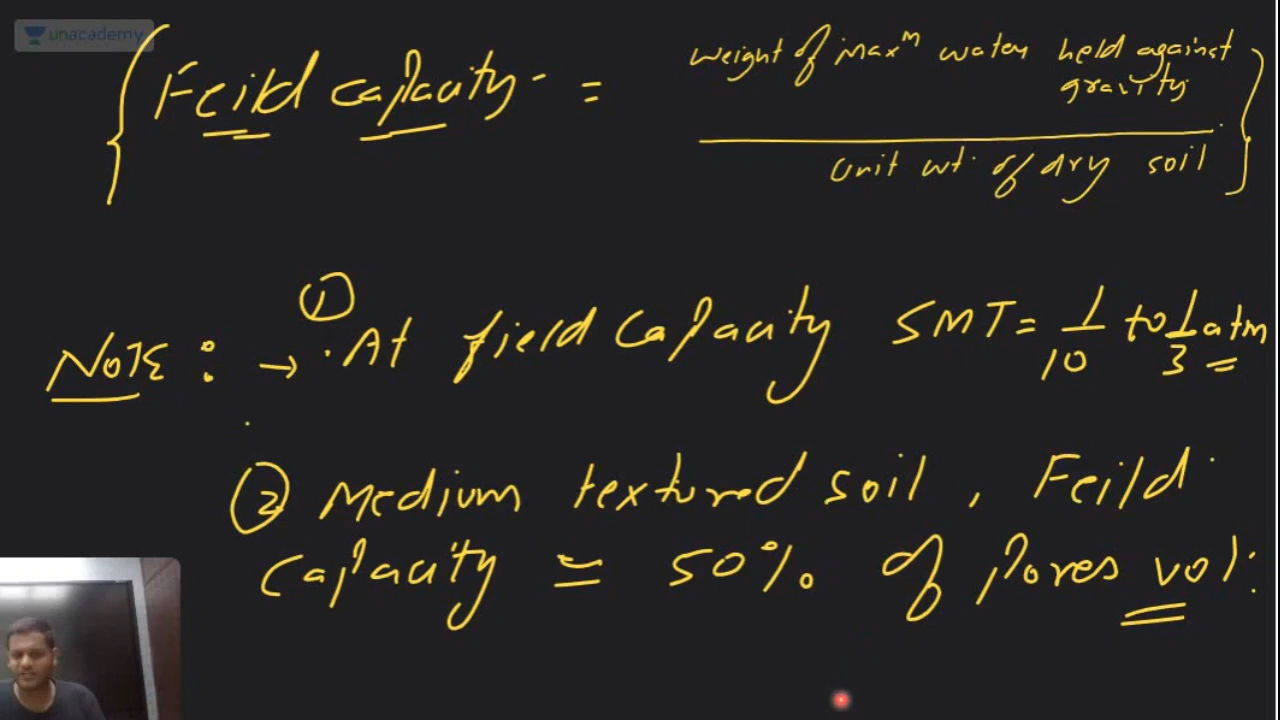 unacademy
Feild capacity = weight of maxᵐ water held against
gravity
unit wt. of dry soil
①
NOTE : → At field capacity SMT = 1/10 to 1/3 atm
② Medium textured soil, Feild
capacity ≃ 50% of Pores vol.